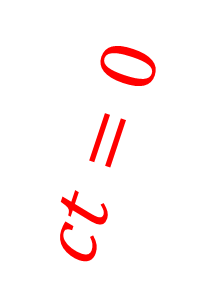 ct = 0